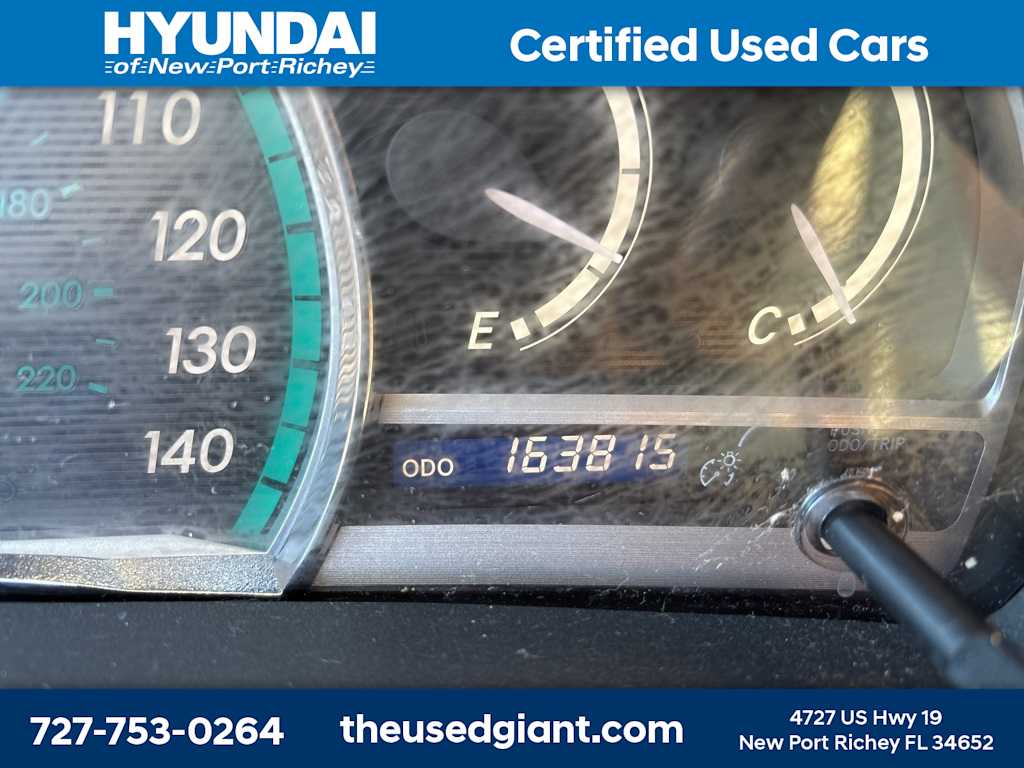 HYUNDAI
of New Port Richey
Certified Used Cars
110
180
120
200
130
220
140
E
C
ODO 163815
ODO/TRIP
727-753-0264
theusedgiant.com
4727 US Hwy 19
New Port Richey FL 34652